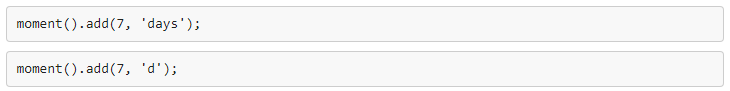 moment().add(7, 'days');
moment().add(7, 'd');